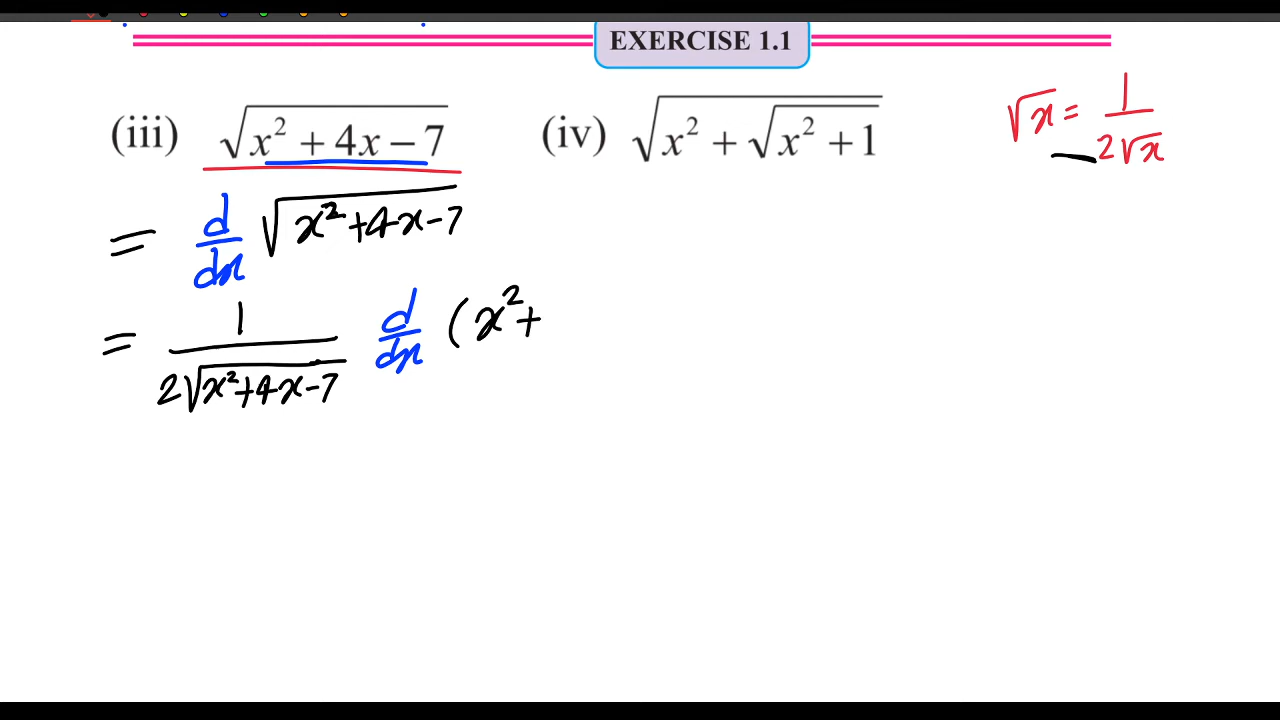 EXERCISE 1.1
(iii) √(x² + 4x − 7) (iv) √(x² + √(x² + 1))
√x = 1/(2√x)
= d/dx √(x²+4x-7)
= 1/(2√(x²+4x-7)) d/dx (x²+